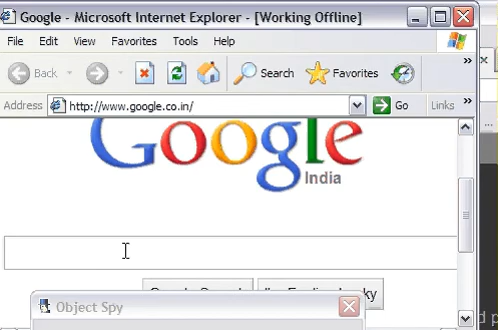 Google - Microsoft Internet Explorer - [Working Offline]
File Edit View Favorites Tools Help
Back Search Favorites
Address http://www.google.co.in/ Go Links
Google
India
Object Spy